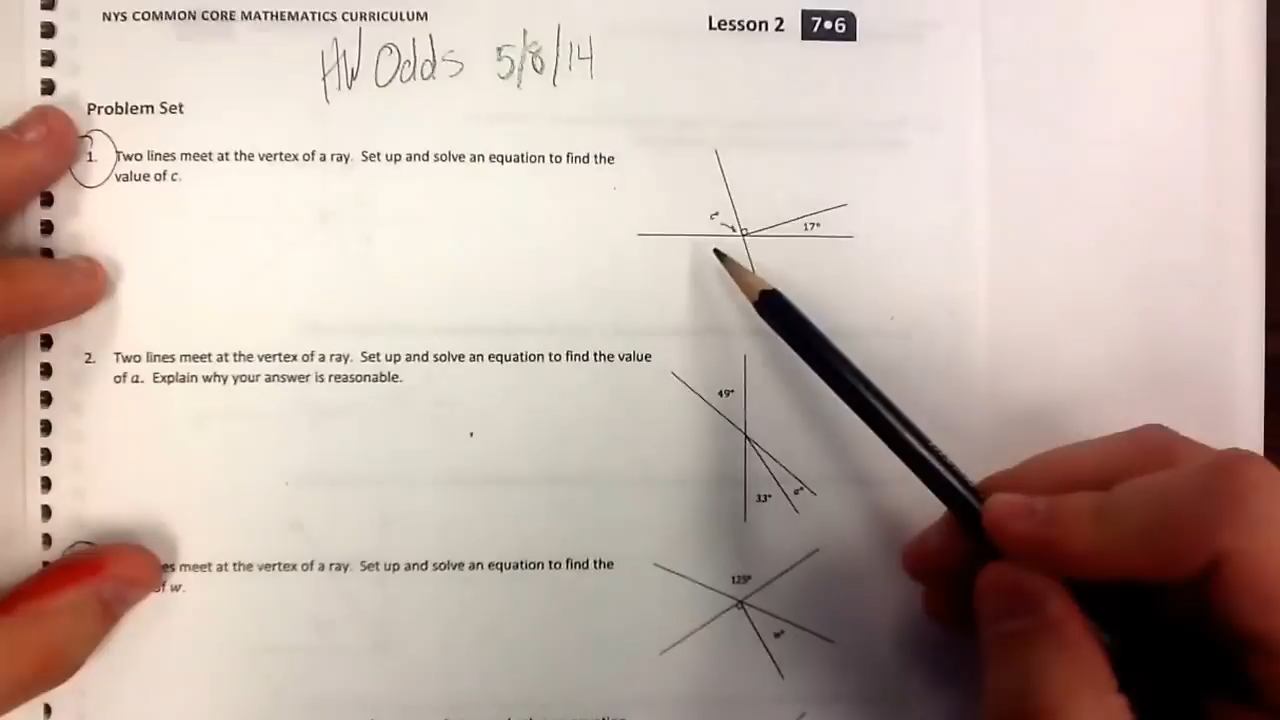 NYS COMMON CORE MATHEMATICS CURRICULUM
Lesson 2 7•6
HW Odds 5/8/14
Problem Set
1. Two lines meet at the vertex of a ray. Set up and solve an equation to find the
value of c.
c°
17°
2. Two lines meet at the vertex of a ray. Set up and solve an equation to find the value
of a. Explain why your answer is reasonable.
49°
33°
a°
es meet at the vertex of a ray. Set up and solve an equation to find the
of w.
125°